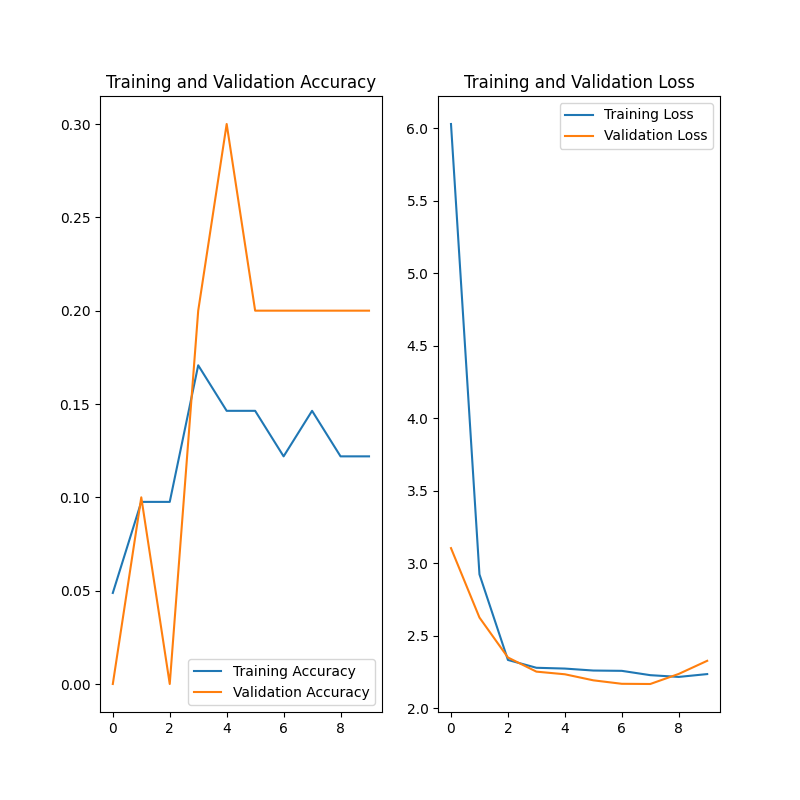 Training and Validation Accuracy
0.30
0.25
0.20
0.15
0.10
0.05
0.00
0 2 4 6 8
Training Accuracy
Validation Accuracy
Training and Validation Loss
6.0
5.5
5.0
4.5
4.0
3.5
3.0
2.5
2.0
0 2 4 6 8
Training Loss
Validation Loss